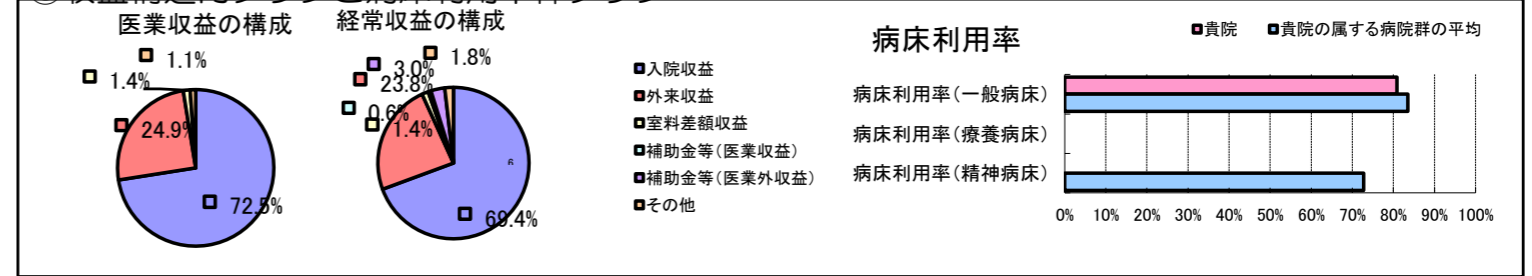 医業収益の構成
経常収益の構成
1.1%
1.4%
24.9%
72.5%
1.8%
3.0%
23.8%
0.6%
1.4%
6
69.4%
入院収益
外来収益
室料差額収益
補助金等(医業収益)
補助金等(医業外収益)
その他
病床利用率
貴院 貴院の属する病院群の平均
病床利用率(一般病床)
病床利用率(療養病床)
病床利用率(精神病床)
0% 10% 20% 30% 40% 50% 60% 70% 80% 90% 100%